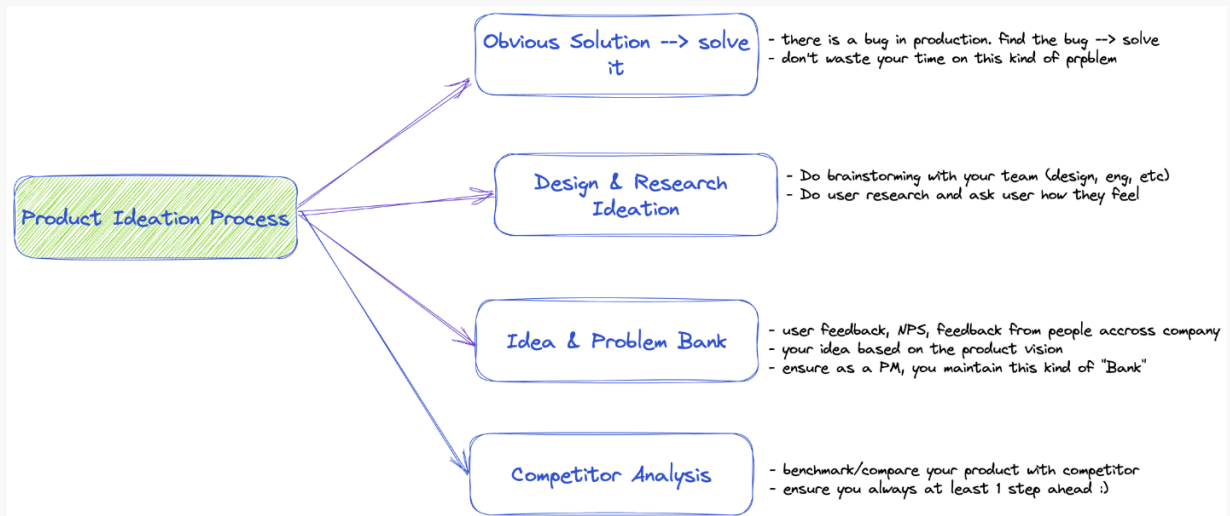 Obvious Solution --> solve
it
- there is a bug in production. find the bug --> solve
- don't waste your time on this kind of prpblem
Product Ideation Process
Design & Research
Ideation
- Do brainstorming with your team (design, eng, etc)
- Do user research and ask user how they feel
Idea & Problem Bank
- user feedback, NPS, feedback from people accross company
- your idea based on the product vision
- ensure as a PM, you maintain this kind of "Bank"
Competitor Analysis
- benchmark/compare your product with competitor
- ensure you always at least 1 step ahead :)